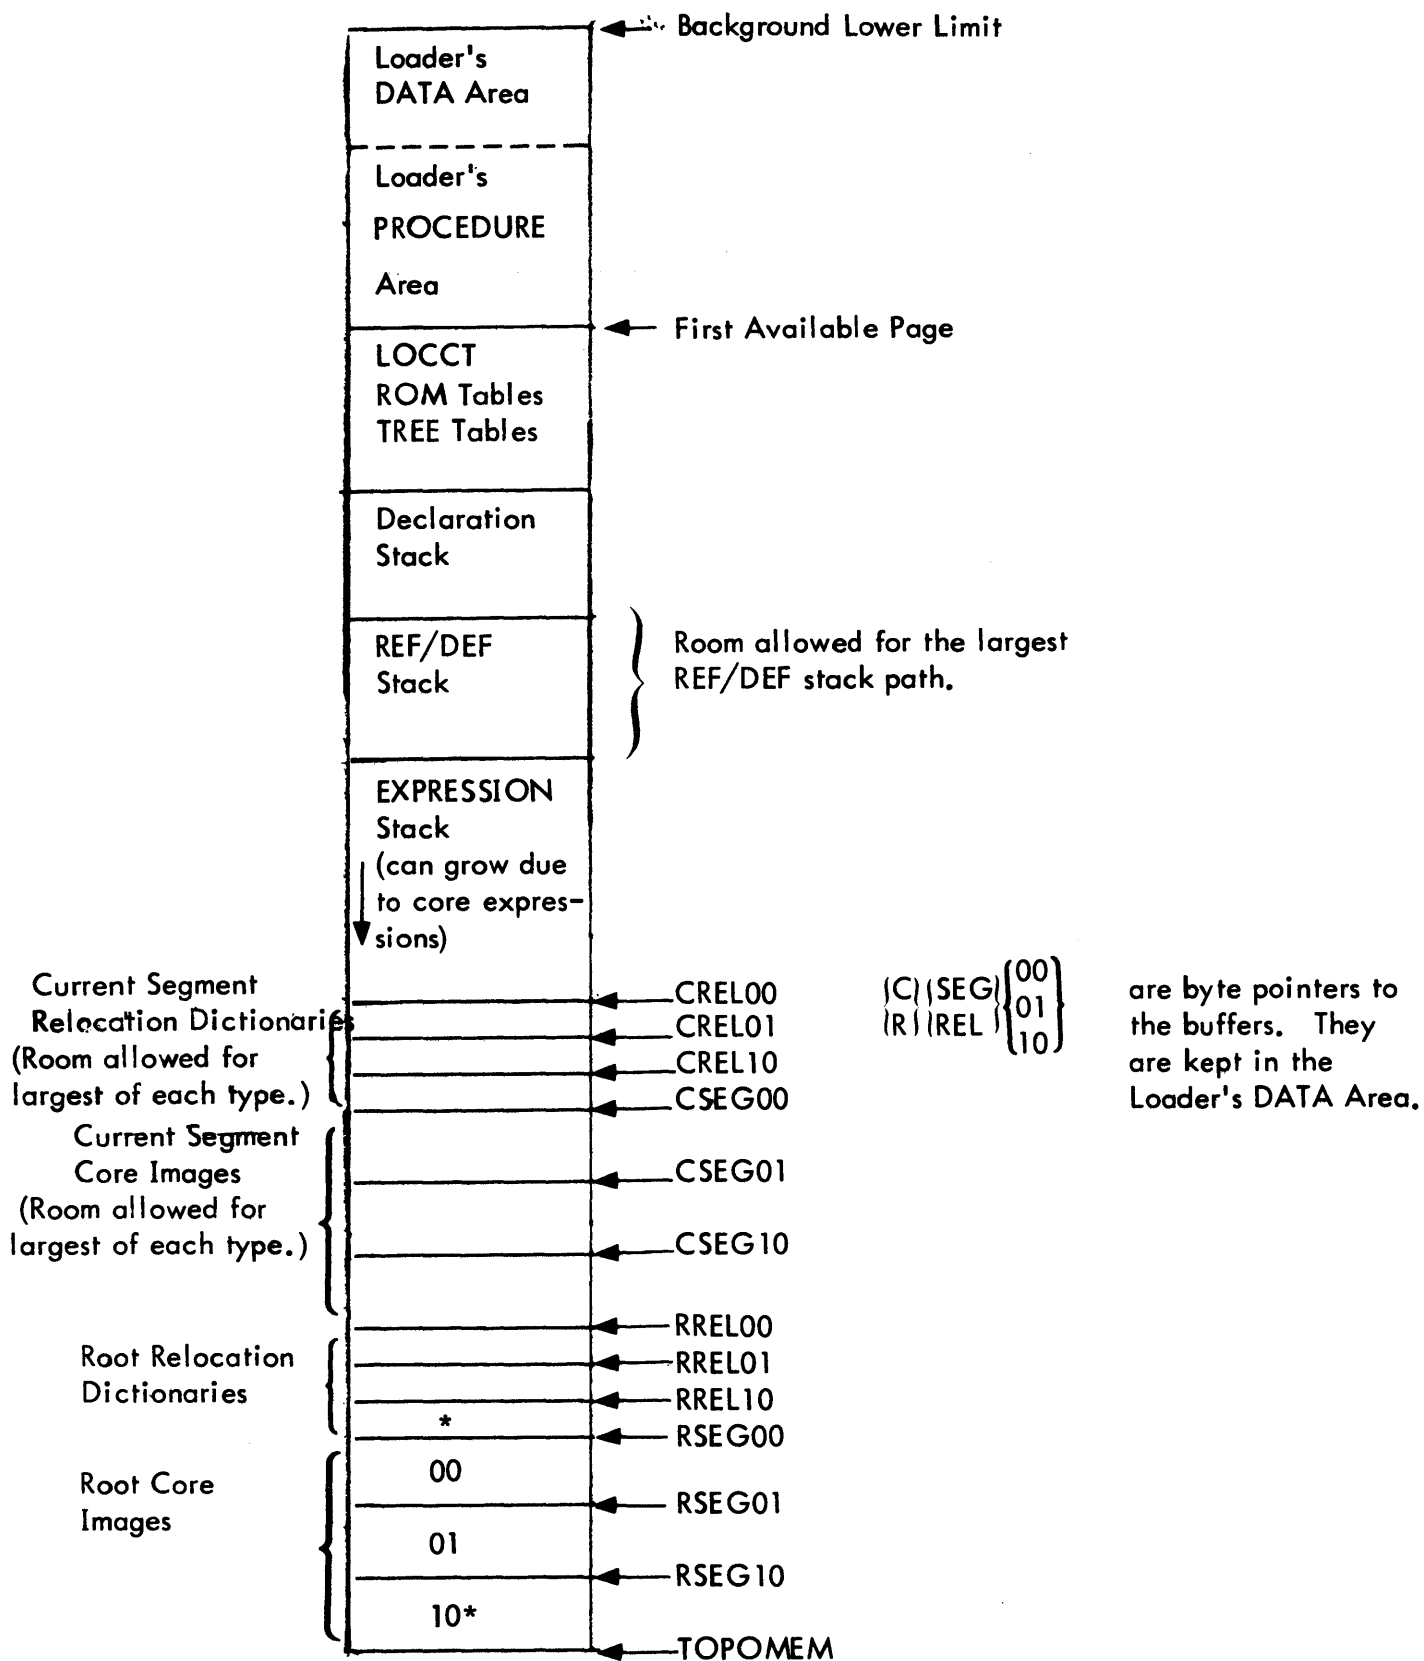 Background Lower Limit
Loader's
DATA Area
Loader's
PROCEDURE
Area
First Available Page
LOCCT
ROM Tables
TREE Tables
Declaration
Stack
REF/DEF
Stack
Room allowed for the largest
REF/DEF stack path.
EXPRESSION
Stack
(can grow due
to core expres-
sions)
Current Segment
Relocation Dictionaries
(Room allowed for
largest of each type.)
CREL00
CREL01
CREL10
CSEG00
(C) (SEG) {00}
(R) (REL) {01}
{10}
are byte pointers to
the buffers. They
are kept in the
Loader's DATA Area.
Current Segment
Core Images
(Room allowed for
largest of each type.)
CSEG01
CSEG10
RREL00
Root Relocation
Dictionaries
RREL01
RREL10
*
RSEG00
Root Core
Images
00
RSEG01
01
RSEG10
10*
TOPOMEM